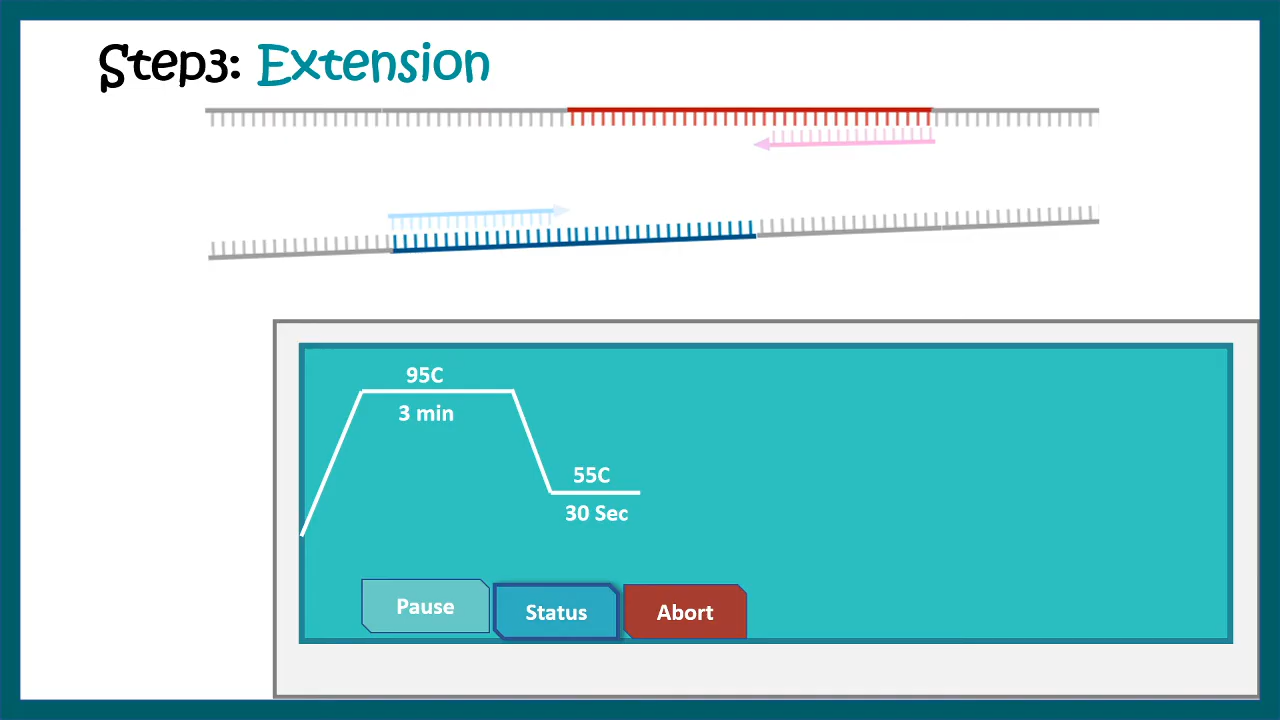 Step3: Extension
95C
3 min
55C
30 Sec
Pause
Status
Abort